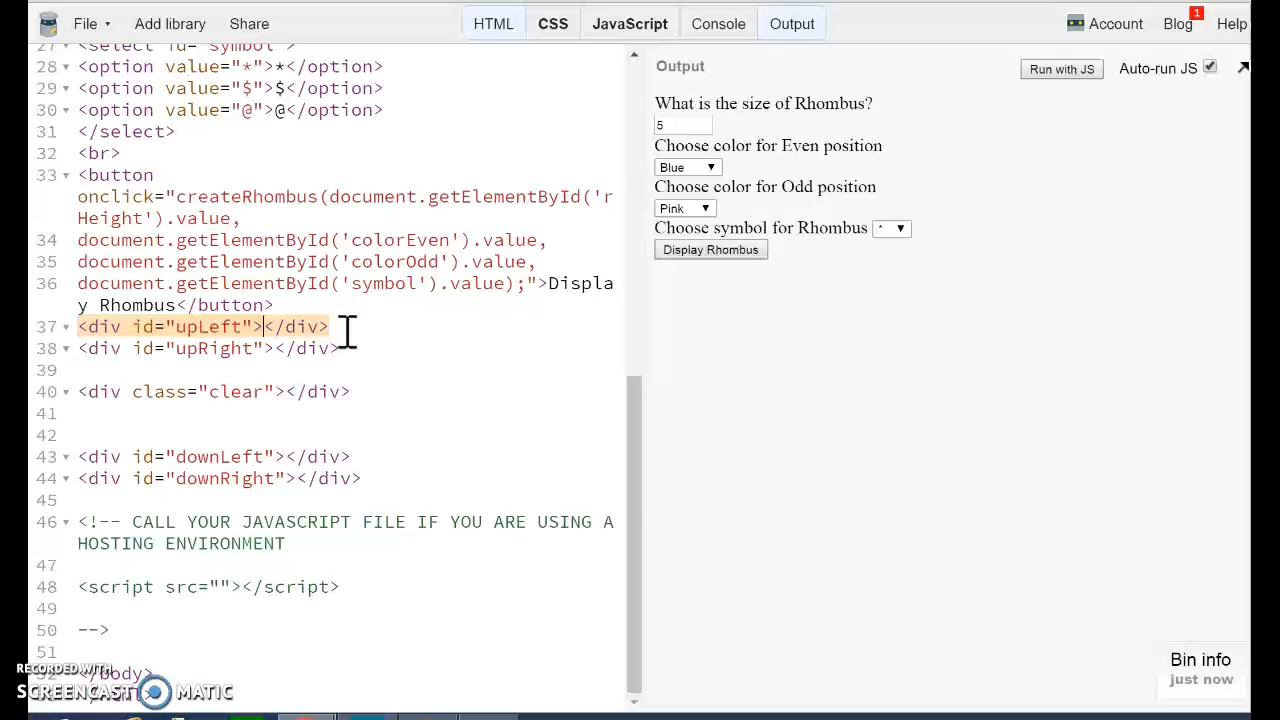 File ▾ Add library Share HTML CSS JavaScript Console Output Account Blog 1 Help
27 <select id="symbol">
28 <option value="*">*</option>
29 <option value="$">$</option>
30 <option value="@">@</option>
31 </select>
32 <br>
33 <button
onclick="createRhombus(document.getElementById('r
Height').value,
34 document.getElementById('colorEven').value,
35 document.getElementById('colorOdd').value,
36 document.getElementById('symbol').value);">Displa
y Rhombus</button>
37 <div id="upLeft"></div>
38 <div id="upRight"></div>
39
40 <div class="clear"></div>
41
42
43 <div id="downLeft"></div>
44 <div id="downRight"></div>
45
46 <!-- CALL YOUR JAVASCRIPT FILE IF YOU ARE USING A
HOSTING ENVIRONMENT
47
48 <script src=""></script>
49
50 -->
51
</body>
Output
Run with JS Auto-run JS
What is the size of Rhombus?
5
Choose color for Even position
Blue ▼
Choose color for Odd position
Pink ▼
Choose symbol for Rhombus * ▼
Display Rhombus
Bin info
just now
RECORDED WITH
SCREENCAST MATIC